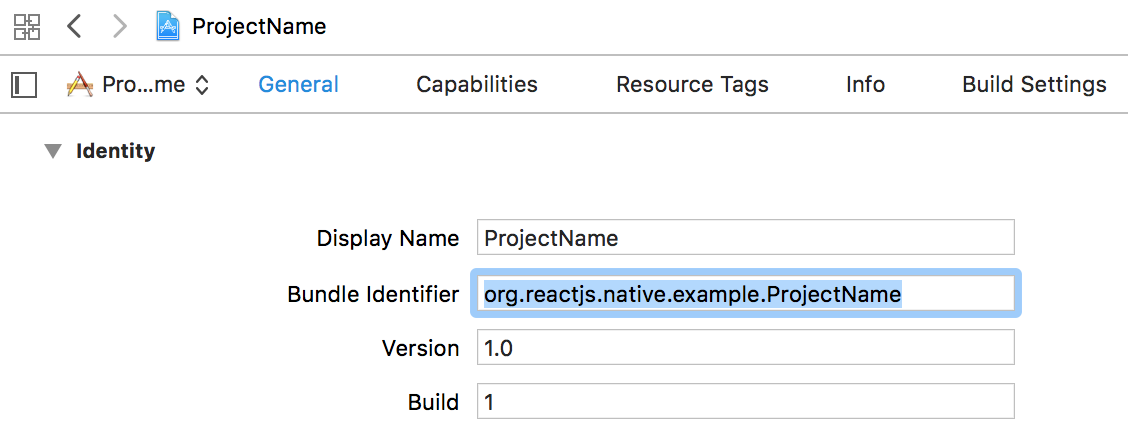 ProjectName
Pro...me General Capabilities Resource Tags Info Build Settings
Identity
Display Name ProjectName
Bundle Identifier org.reactjs.native.example.ProjectName
Version 1.0
Build 1